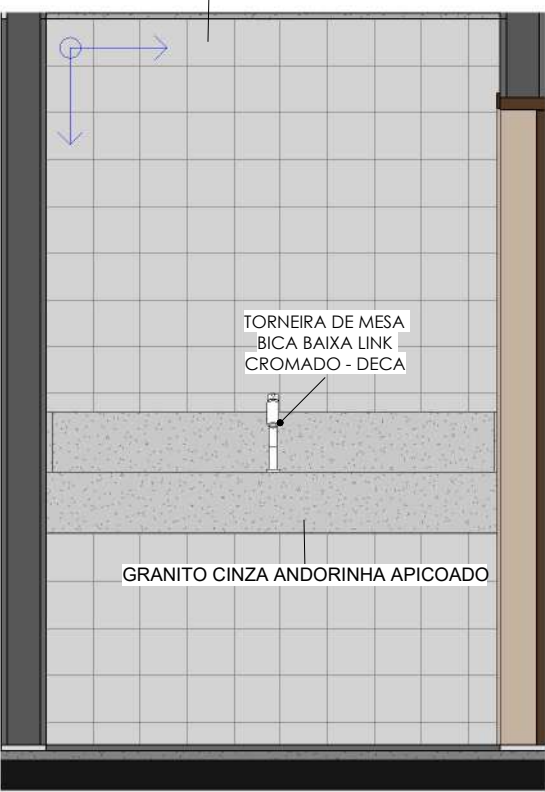 TORNEIRA DE MESA
BICA BAIXA LINK
CROMADO - DECA
GRANITO CINZA ANDORINHA APICOADO